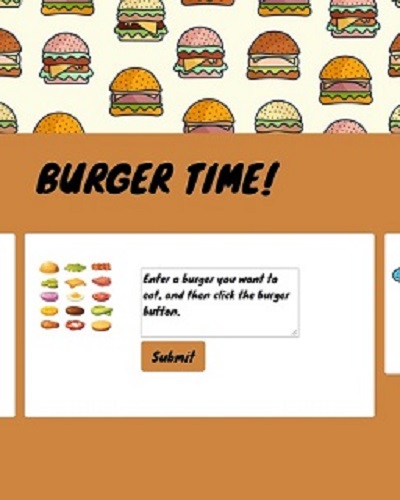 BURGER TIME!
Enter a burger you want to
eat, and then click the burger
button.
Submit